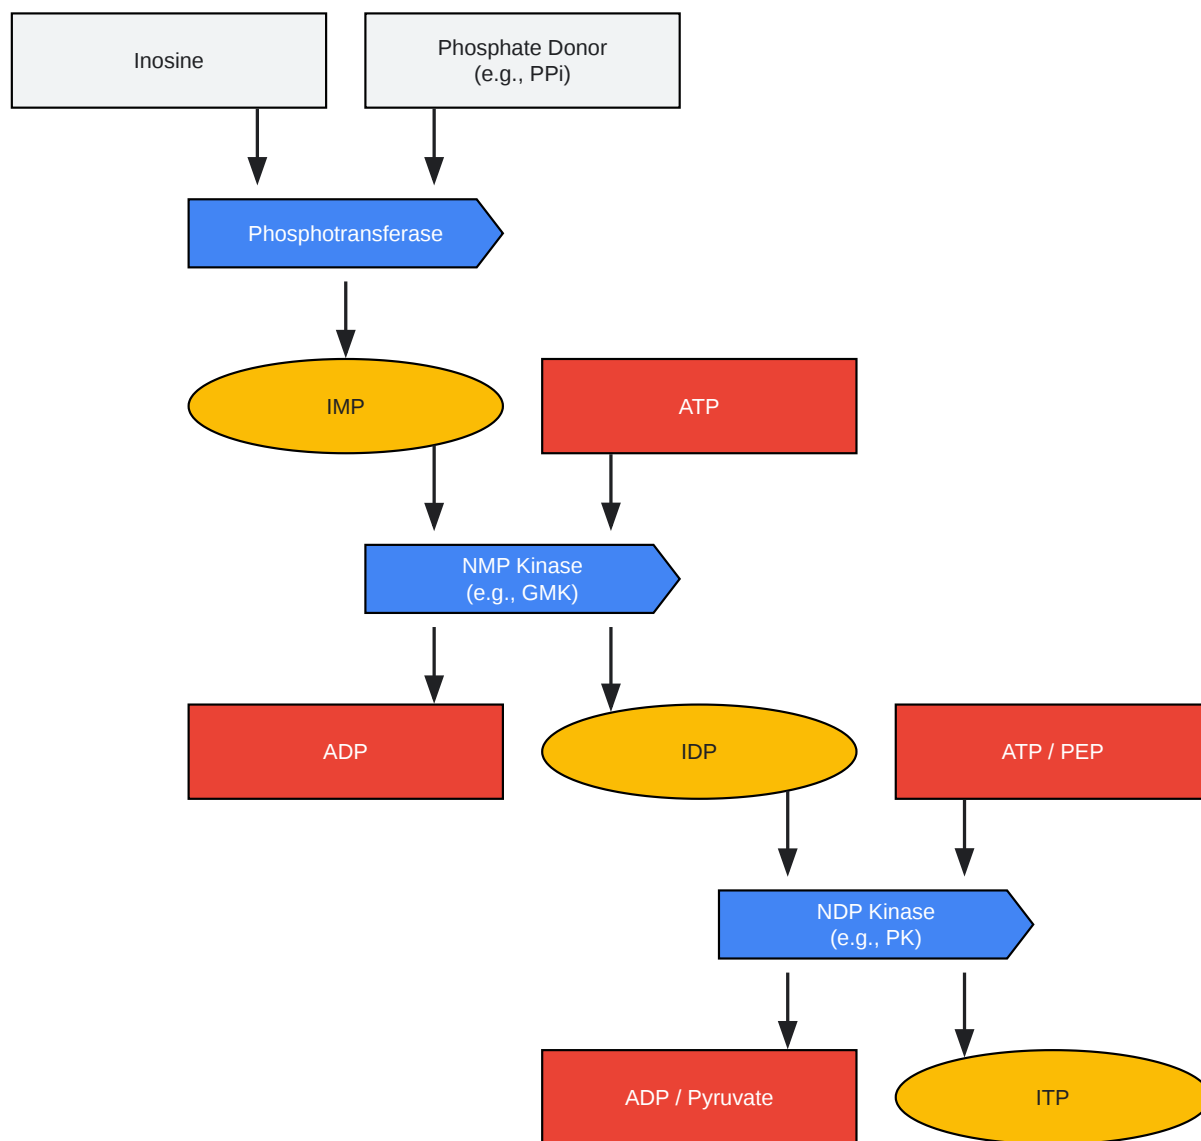 Inosine
Phosphate Donor
(e.g., PPi)
Phosphotransferase
IMP
ATP
NMP Kinase
(e.g., GMK)
ADP
IDP
ATP / PEP
NDP Kinase
(e.g., PK)
ADP / Pyruvate
ITP